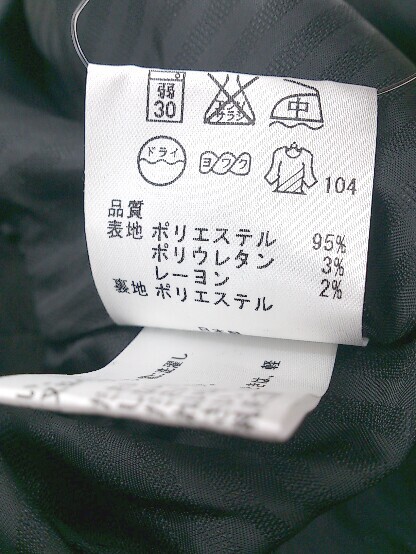 弱
30
エンソ
サラシ
中
ドライ
ヨワク
104
品質
表地 ポリエステル 95%
ポリウレタン 3%
レーヨン 2%
裏地 ポリエステル